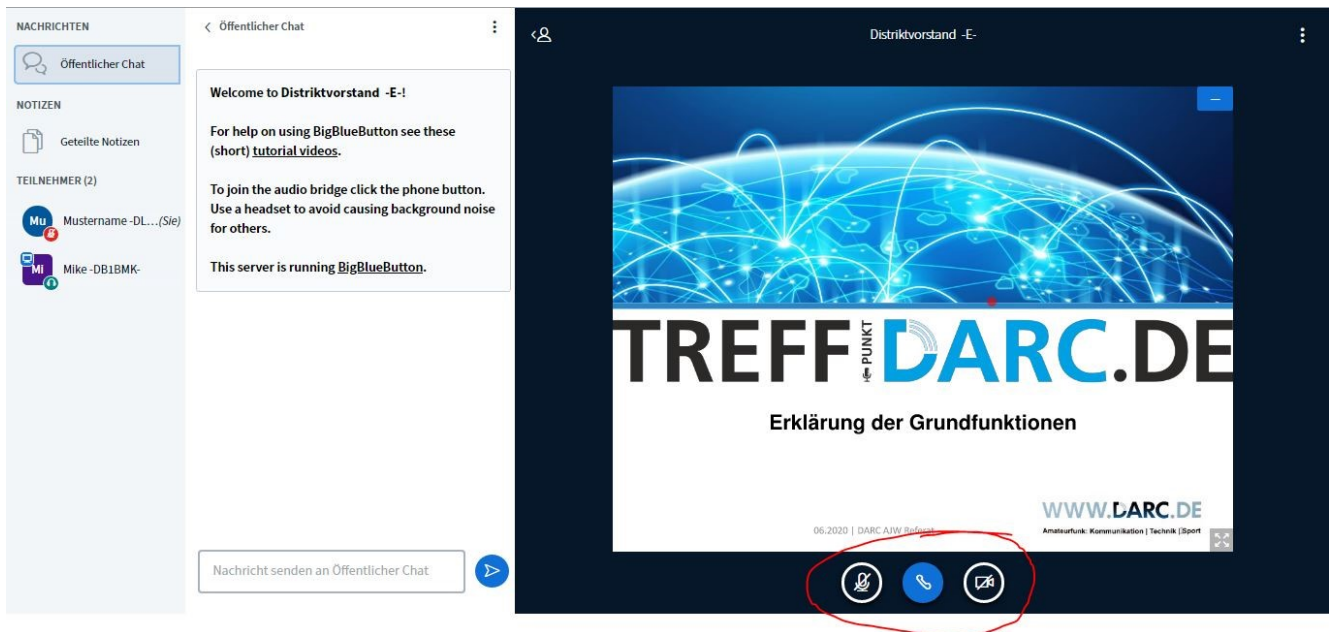 NACHRICHTEN
Öffentlicher Chat
NOTIZEN
Geteilte Notizen
TEILNEHMER (2)
Mu
Mustername -DL...(Sie)
Mi
Mike -DB1BMK-
Öffentlicher Chat
Welcome to Distriktvorstand -E-!
For help on using BigBlueButton see these
(short) tutorial videos.
To join the audio bridge click the phone button.
Use a headset to avoid causing background noise
for others.
This server is running BigBlueButton.
Nachricht senden an Öffentlicher Chat
Distriktvorstand -E-
TREFF PUNKT DARC.DE
Erklärung der Grundfunktionen
WWW.DARC.DE
06.2020 | DARC AJW Referat
Amateurfunk: Kommunikation | Technik | Sport